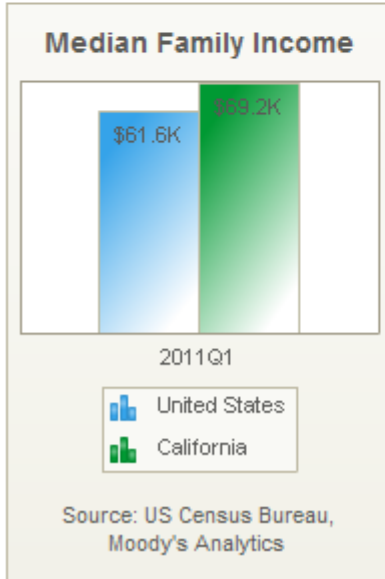 Median Family Income
$61.6K
$69.2K
2011Q1
United States
California
Source: US Census Bureau,
Moody's Analytics